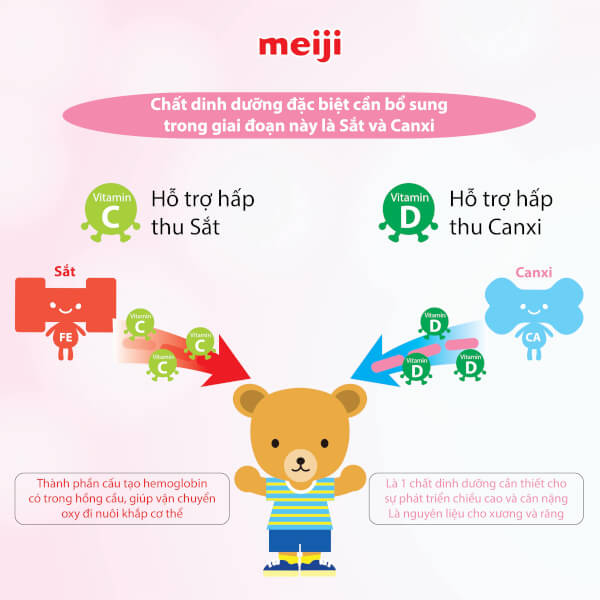 meiji
Chất dinh dưỡng đặc biệt cần bổ sung
trong giai đoạn này là Sắt và Canxi
Vitamin
C
Hỗ trợ hấp
thu Sắt
Vitamin
D
Hỗ trợ hấp
thu Canxi
Sắt
FE
Vitamin
C
Vitamin
C
Vitamin
C
Canxi
CA
Vitamin
D
Vitamin
D
Vitamin
D
Thành phần cấu tạo hemoglobin
có trong hồng cầu, giúp vận chuyển
oxy đi nuôi khắp cơ thể
Là 1 chất dinh dưỡng cần thiết cho
sự phát triển chiều cao và cân nặng
Là nguyên liệu cho xương và răng